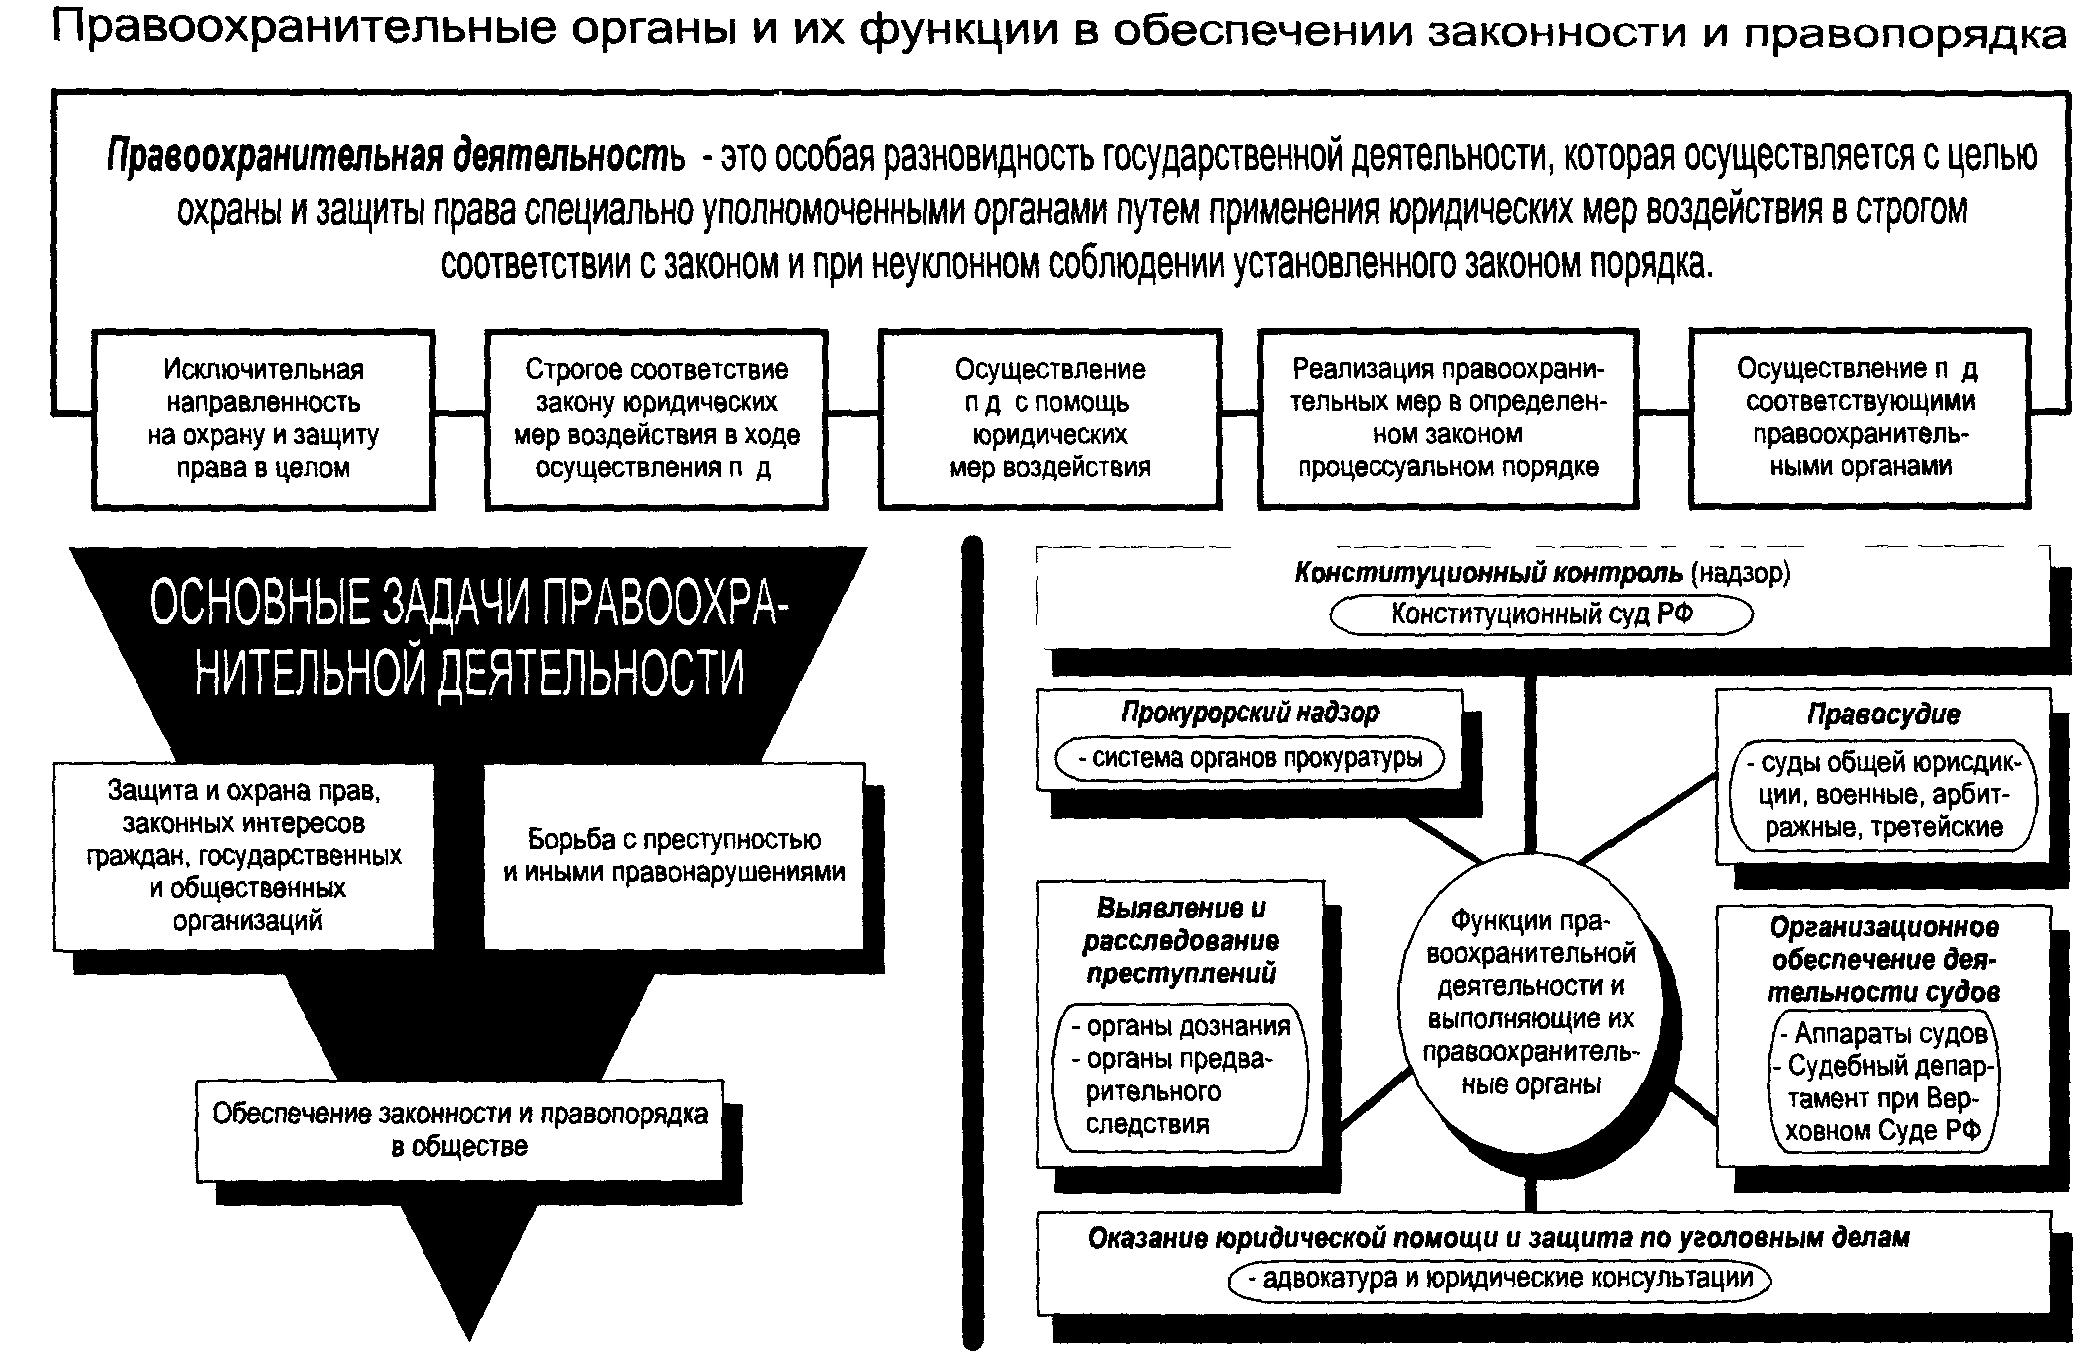 Правоохранительные органы и их функции в обеспечении законности и правопорядка
Правоохранительная деятельность - это особая разновидность государственной деятельности, которая осуществляется с целью
охраны и защиты права специально уполномоченными органами путем применения юридических мер воздействия в строгом
соответствии с законом и при неуклонном соблюдении установленного законом порядка.
Исключительная
направленность
на охрану и защиту
права в целом
Строгое соответствие
закону юридических
мер воздействия в ходе
осуществления п д
Осуществление
п д с помощь
юридических
мер воздействия
Реализация правоохрани-
тельных мер в определен-
ном законом
процессуальном порядке
Осуществление п д
соответствующими
правоохранитель-
ными органами
ОСНОВНЫЕ ЗАДАЧИ ПРАВООХРА-
НИТЕЛЬНОЙ ДЕЯТЕЛЬНОСТИ
Защита и охрана прав,
законных интересов
граждан, государственных
и общественных
организаций
Борьба с преступностью
и иными правонарушениями
Обеспечение законности и правопорядка
в обществе
Конституционный контроль (надзор)
Конституционный суд РФ
Прокурорский надзор
- система органов прокуратуры
Правосудие
- суды общей юрисдик-
ции, военные, арбит-
ражные, третейские
Выявление и
расследование
преступлений
- органы дознания
- органы предва-
рительного
следствия
Функции пра-
воохранительной
деятельности и
выполняющие их
правоохранитель-
ные органы
Организационное
обеспечение дея-
тельности судов
- Аппараты судов
- Судебный депар-
тамент при Вер-
ховном Суде РФ
Оказание юридической помощи и защита по уголовным делам
- адвокатура и юридические консультации